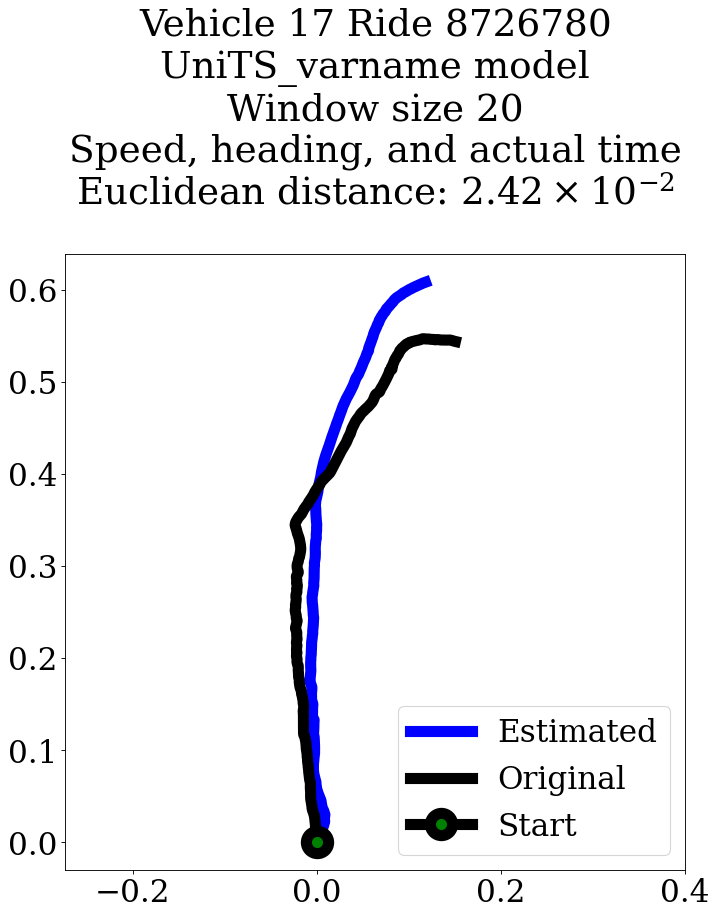 Vehicle 17 Ride 8726780
UniTS_varname model
Window size 20
Speed, heading, and actual time
Euclidean distance: 2.42 × 10⁻²
0.6
0.5
0.4
0.3
0.2
0.1
0.0
−0.2 0.0 0.2 0.4
Estimated
Original
Start